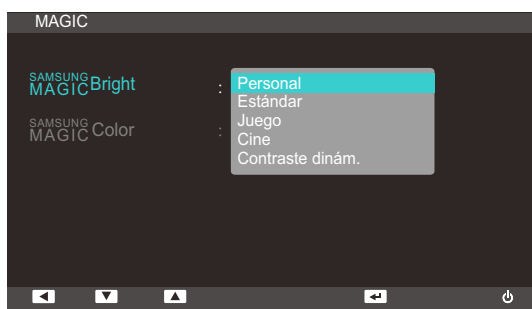 MAGIC
SAMSUNG MAGIC Bright : Personal
Estándar
Juego
Cine
Contraste dinám.
SAMSUNG MAGIC Color :